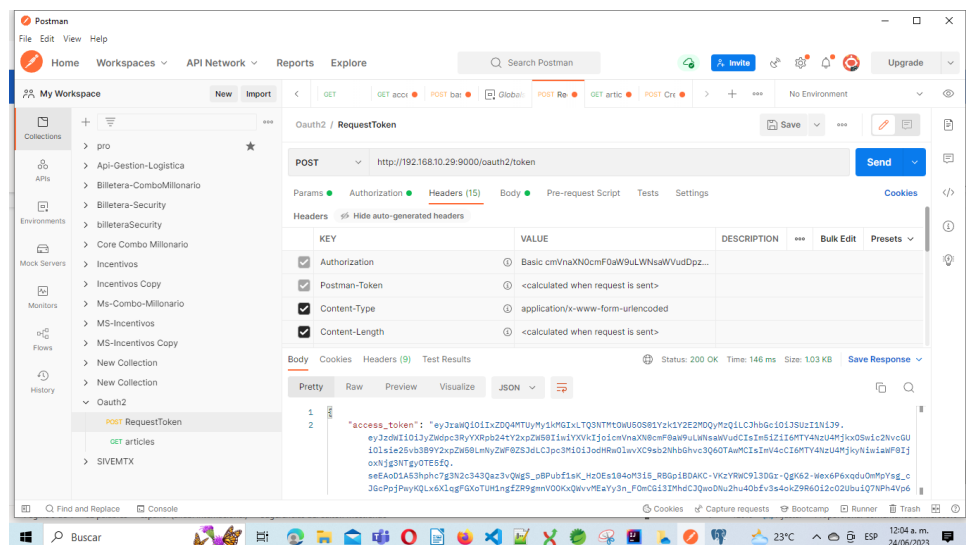 Postman
File Edit View Help
Home Workspaces API Network Reports Explore Search Postman Invite Upgrade
My Workspace New Import GET GET acce POST ba: Global POST Re GET artic POST Cre No Environment
Collections
APIs
Environments
Mock Servers
Monitors
Flows
History
pro
Api-Gestion-Logistica
Billetera-ComboMillonario
Billetera-Security
billeteraSecurity
Core Combo Millonario
Incentivos
Incentivos Copy
Ms-Combo-Millonario
MS-Incentivos
MS-Incentivos Copy
New Collection
New Collection
Oauth2
POST RequestToken
GET articles
SIVEMTX
Oauth2 / RequestToken Save
POST http://192.168.10.29:9000/oauth2/token Send
Params Authorization Headers (15) Body Pre-request Script Tests Settings Cookies
Headers Hide auto-generated headers
KEY VALUE DESCRIPTION Bulk Edit Presets
Authorization Basic cmVnaXN0cmF0aW9uLWNsaWVudDpz...
Postman-Token <calculated when request is sent>
Content-Type application/x-www-form-urlencoded
Content-Length <calculated when request is sent>
Body Cookies Headers (9) Test Results Status: 200 OK Time: 146 ms Size: 1.03 KB Save Response
Pretty Raw Preview Visualize JSON
1
2 "access_token":
Find and Replace Console Cookies Capture requests Bootcamp Runner Trash
Buscar 23°C ESP 12:04 a. m.
24/06/2023